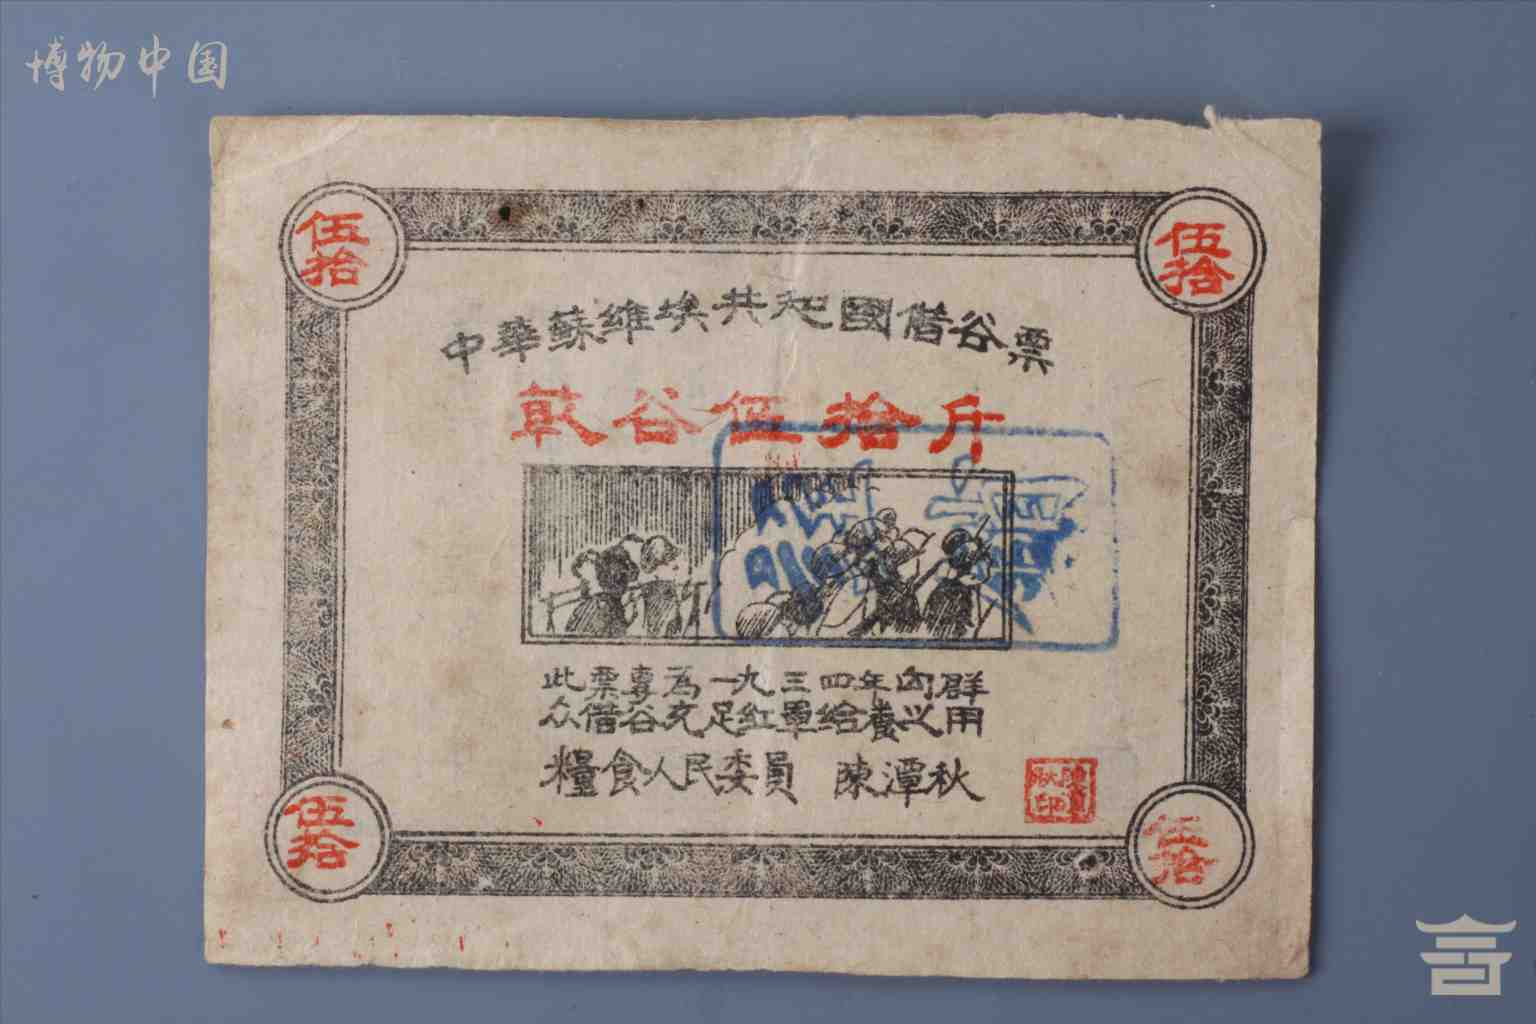 博物中国
伍拾
伍拾
中華蘇維埃共和國借谷票
乾谷伍拾斤
此票專為一九三四年向群
众借谷充足紅軍給養之用
糧食人民委員 陳潭秋
伍拾
伍拾